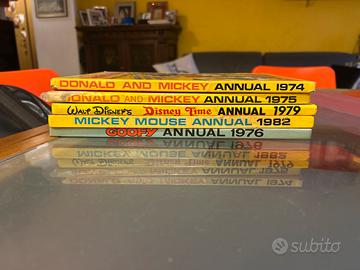 DONALD AND MICKEY ANNUAL 1974
DONALD AND MICKEY ANNUAL 1975
WALT DISNEY'S Disney Time ANNUAL 1979
MICKEY MOUSE ANNUAL 1982
GOOFY ANNUAL 1976
subito